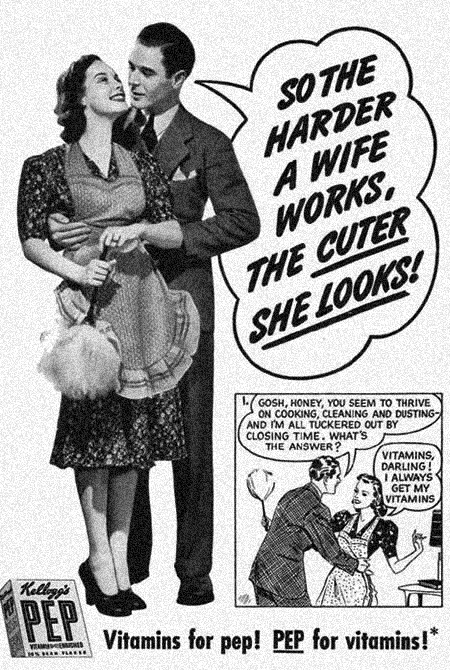 SO THE
HARDER
A WIFE
WORKS,
THE CUTER
SHE LOOKS!
1. GOSH, HONEY, YOU SEEM TO THRIVE
ON COOKING, CLEANING AND DUSTING-
AND I'M ALL TUCKERED OUT BY
CLOSING TIME. WHAT'S
THE ANSWER?
VITAMINS,
DARLING!
I ALWAYS
GET MY
VITAMINS
Kellogg's
PEP
Vitamins for pep! PEP for vitamins!*